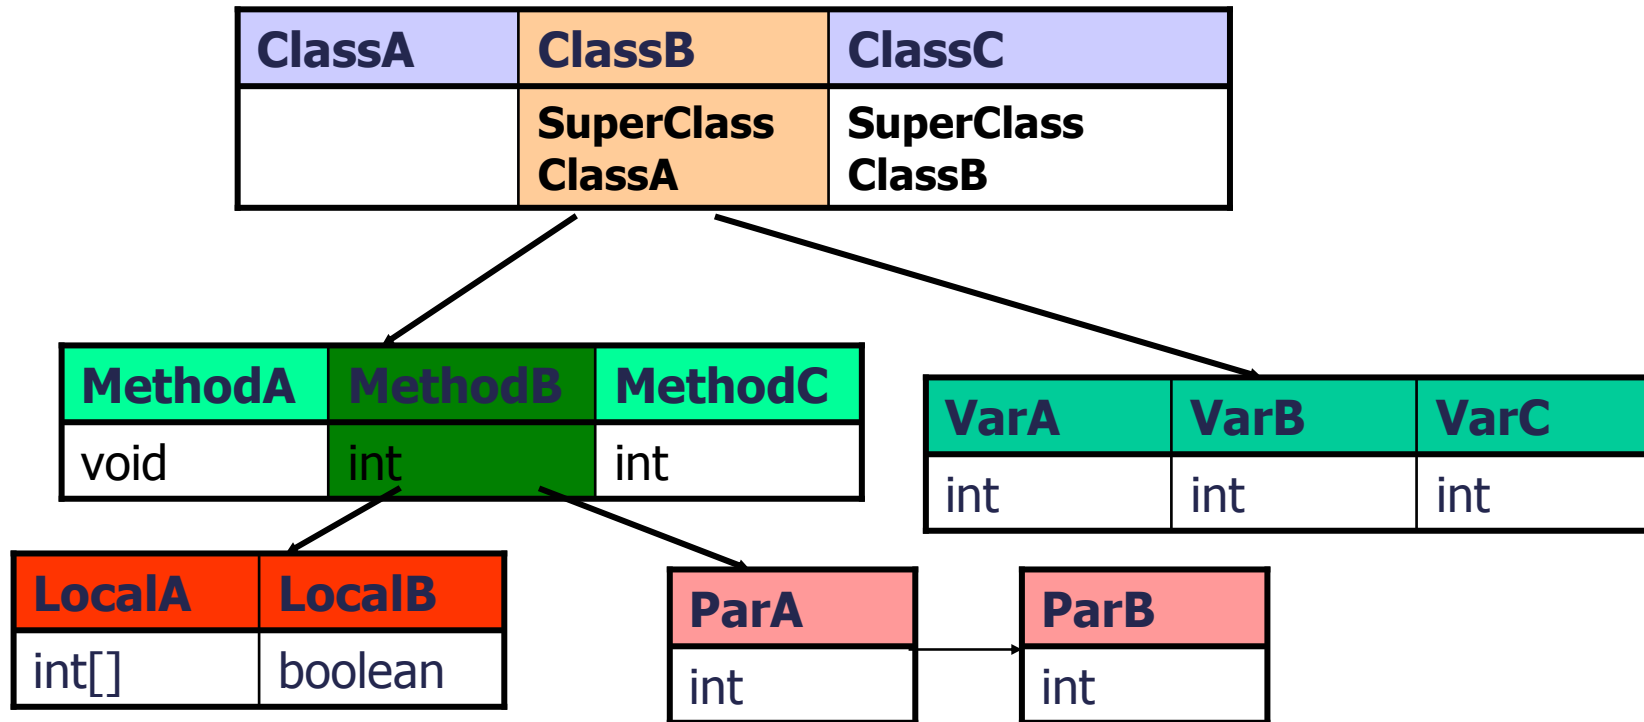 ClassA ClassB ClassC
SuperClass SuperClass
ClassA ClassB
MethodA MethodB MethodC
void int int
VarA VarB VarC
int int int
LocalA LocalB
int[] boolean
ParA ParB
int int